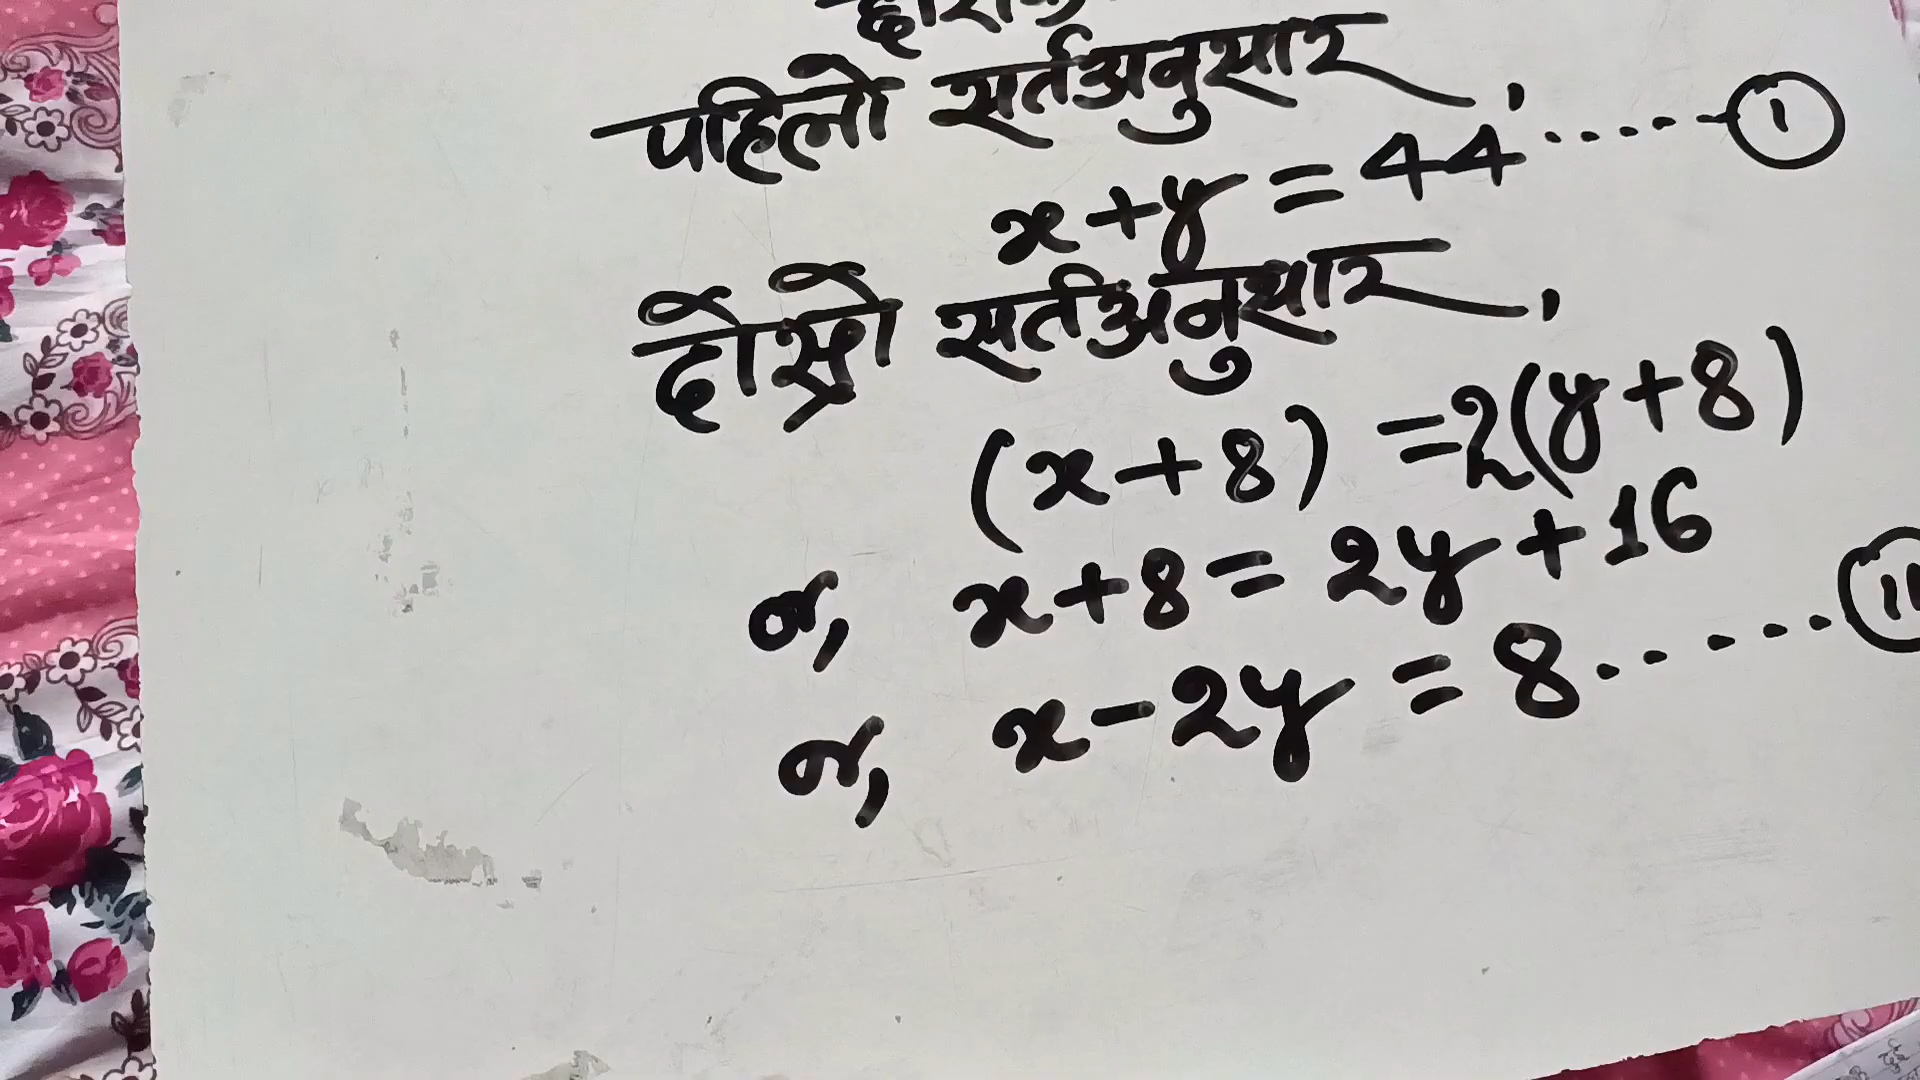 पहिलो सर्तअनुसार,
x + y = 44 ..... (i)
दोस्रो सर्तअनुसार,
(x + 8) = 2(y + 8)
or, x + 8 = 2y + 16
or, x - 2y = 8 ...... (ii